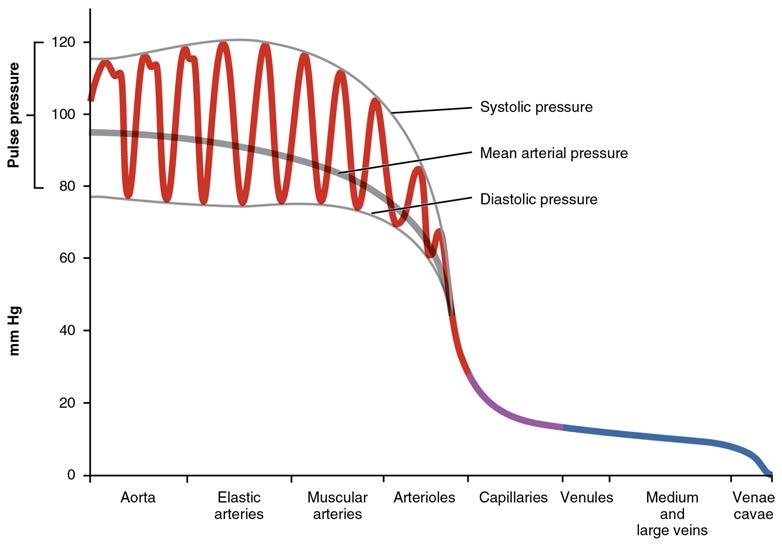 Pulse pressure
mm Hg
120
100
80
60
40
20
0
Systolic pressure
Mean arterial pressure
Diastolic pressure
Aorta
Elastic
arteries
Muscular
arteries
Arterioles
Capillaries
Venules
Medium
and
large veins
Venae
cavae